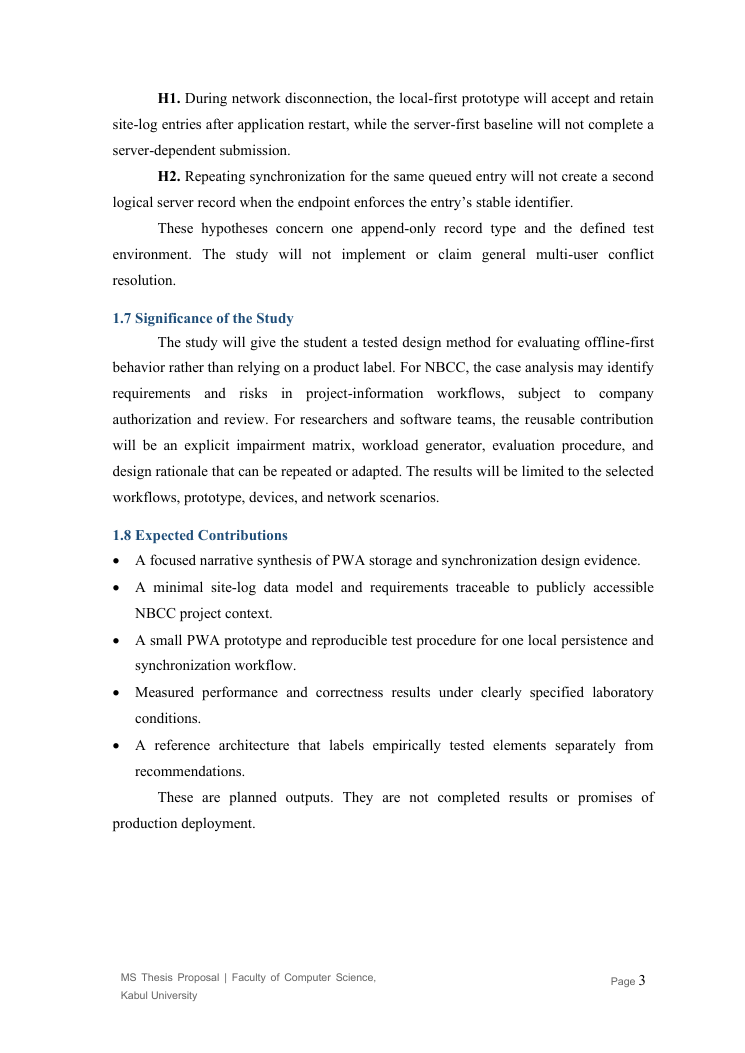 H1. During network disconnection, the local-first prototype will accept and retain
site-log entries after application restart, while the server-first baseline will not complete a
server-dependent submission.
H2. Repeating synchronization for the same queued entry will not create a second
logical server record when the endpoint enforces the entry’s stable identifier.
These hypotheses concern one append-only record type and the defined test
environment. The study will not implement or claim general multi-user conflict
resolution.
1.7 Significance of the Study
The study will give the student a tested design method for evaluating offline-first
behavior rather than relying on a product label. For NBCC, the case analysis may identify
requirements and risks in project-information workflows, subject to company
authorization and review. For researchers and software teams, the reusable contribution
will be an explicit impairment matrix, workload generator, evaluation procedure, and
design rationale that can be repeated or adapted. The results will be limited to the selected
workflows, prototype, devices, and network scenarios.
1.8 Expected Contributions
• A focused narrative synthesis of PWA storage and synchronization design evidence.
• A minimal site-log data model and requirements traceable to publicly accessible
NBCC project context.
• A small PWA prototype and reproducible test procedure for one local persistence and
synchronization workflow.
• Measured performance and correctness results under clearly specified laboratory
conditions.
• A reference architecture that labels empirically tested elements separately from
recommendations.
These are planned outputs. They are not completed results or promises of
production deployment.
MS Thesis Proposal | Faculty of Computer Science,
Kabul University
Page 3